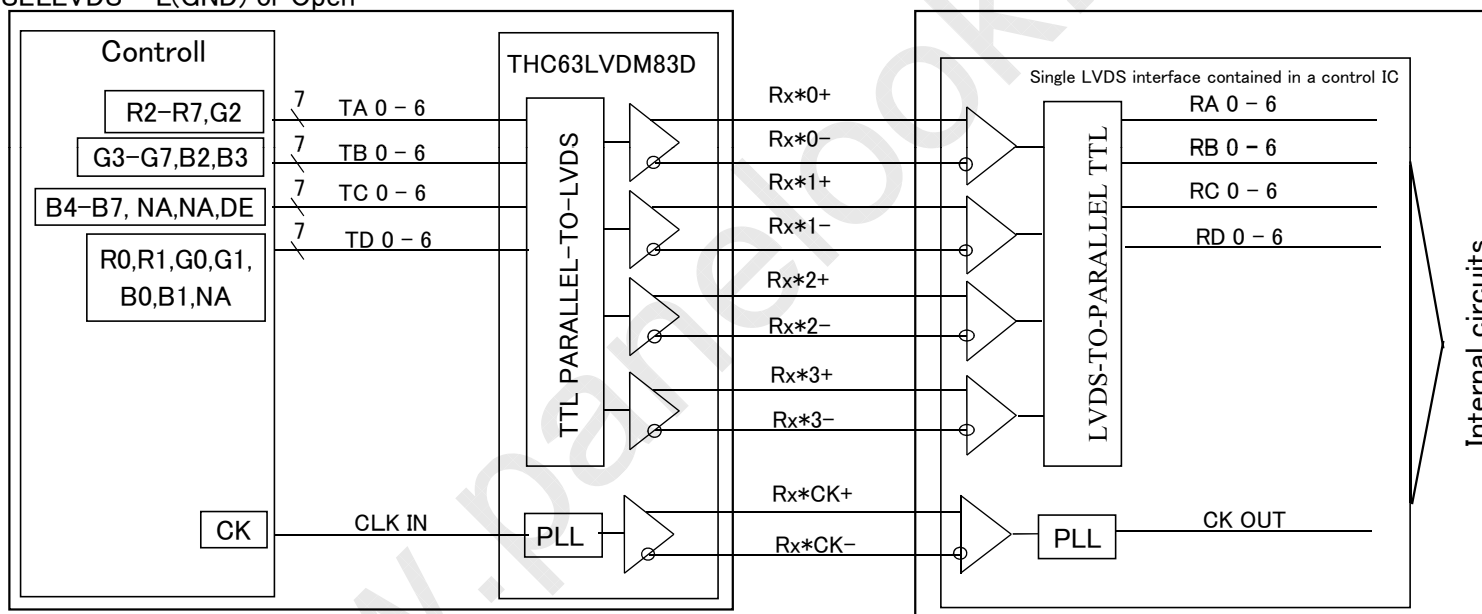 SELLVDS = L(GND) or Open
Controll
THC63LVDM83D
Single LVDS interface contained in a control IC
R2-R7,G2
7
TA 0 - 6
Rx*0+
RA 0 - 6
G3-G7,B2,B3
7
TB 0 - 6
Rx*0-
RB 0 - 6
B4-B7, NA,NA,DE
7
TC 0 - 6
Rx*1+
RC 0 - 6
R0,R1,G0,G1,
B0,B1,NA
7
TD 0 - 6
Rx*1-
RD 0 - 6
TTL PARALLEL-TO-LVDS
Rx*2+
Rx*2-
Rx*3+
Rx*3-
LVDS-TO-PARALLEL TTL
Internal circuits
CK
CLK IN
PLL
Rx*CK+
Rx*CK-
PLL
CK OUT
www.panelook.